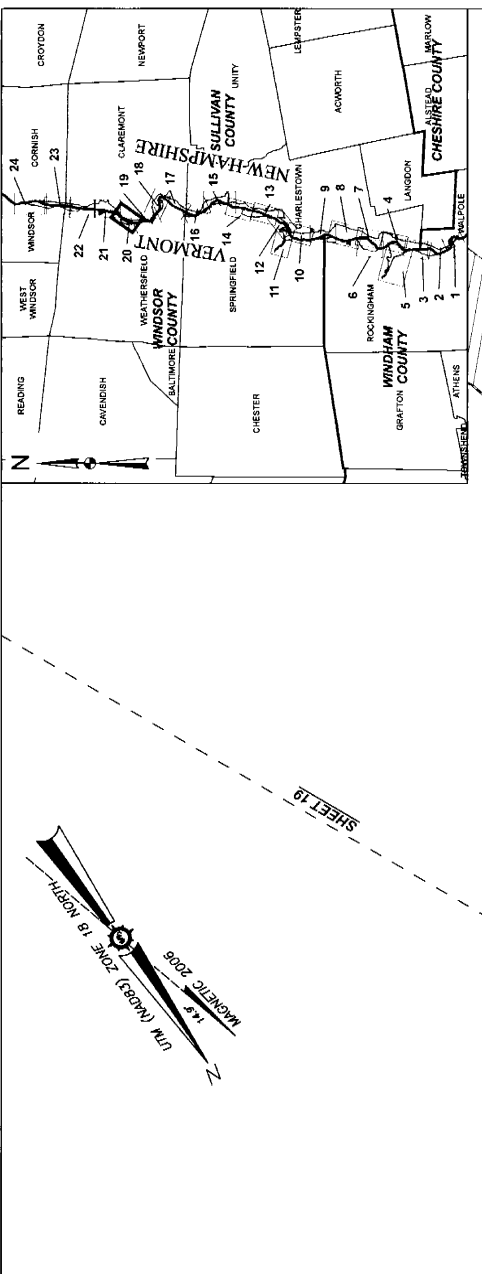 N
READING
WEST
WINDSOR
WINDSOR
24
CORNISH
CROYDON
23
22
CAVENDISH
21
20
19
CLAREMONT
NEWPORT
18
17
WEATHERSFIELD
VERMONT
NEW-HAMPSHIRE
WINDSOR
COUNTY
BALTIMORE
16
15
SULLIVAN
COUNTY
UNITY
SPRINGFIELD
14
13
CHESTER
12
11
10
CHARLESTOWN
LEMPSTER
ACWORTH
9
8
7
6
LANGDON
ROCKINGHAM
4
5
3
2
1
WINDHAM
COUNTY
GRAFTON
ALSTEAD
MARLOW
CHESHIRE COUNTY
WALPOLE
ATHENS
TOWNSHEND
SHEET 19
UTM (NAD83) ZONE 18 NORTH
MAGNETIC 2006
14.9°
N